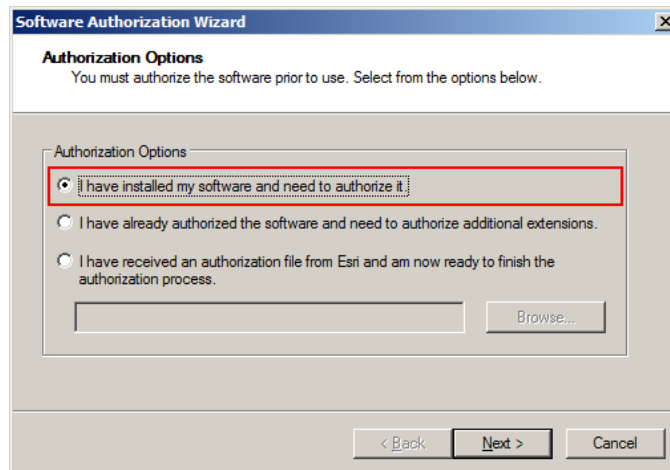 Software Authorization Wizard
Authorization Options
You must authorize the software prior to use. Select from the options below.
Authorization Options
I have installed my software and need to authorize it.
I have already authorized the software and need to authorize additional extensions.
I have received an authorization file from Esri and am now ready to finish the
authorization process.
Browse...
< Back
Next >
Cancel